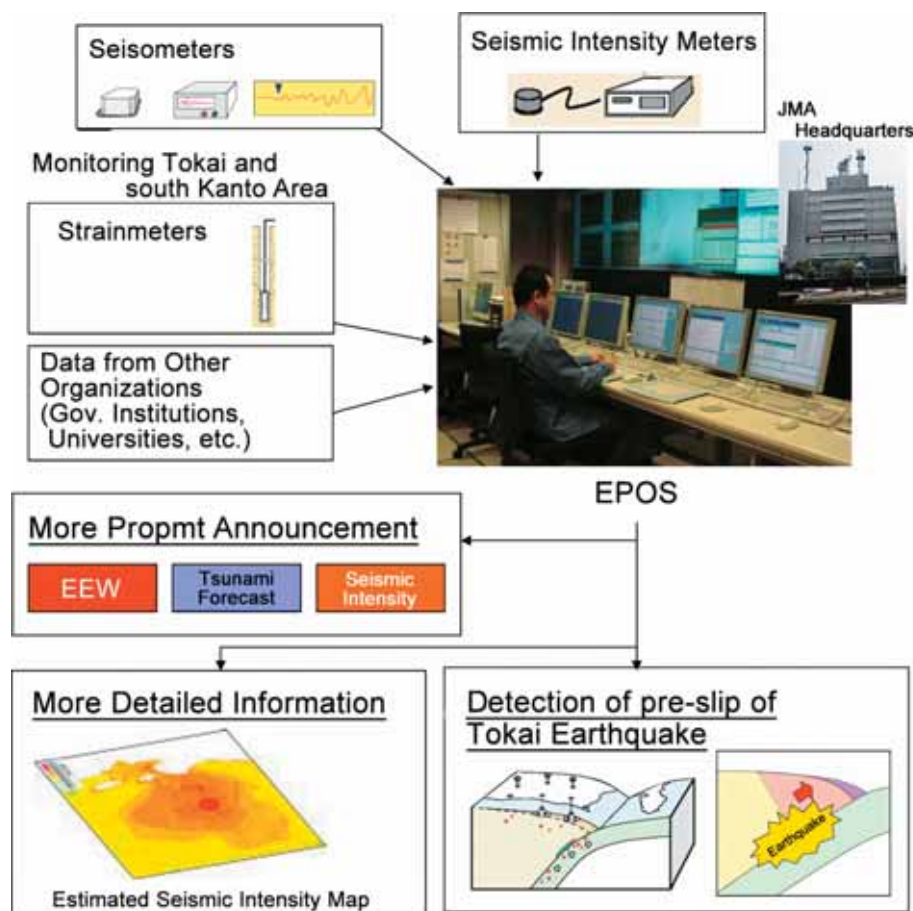 Seisometers
Seismic Intensity Meters
JMA
Headquarters
Monitoring Tokai and
south Kanto Area
Strainmeters
Data from Other
Organizations
(Gov. Institutions,
Universities, etc.)
EPOS
More Propmt Announcement
EEW
Tsunami
Forecast
Seismic
Intensity
More Detailed Information
Estimated Seismic Intensity Map
Detection of pre-slip of
Tokai Earthquake
Earthquake